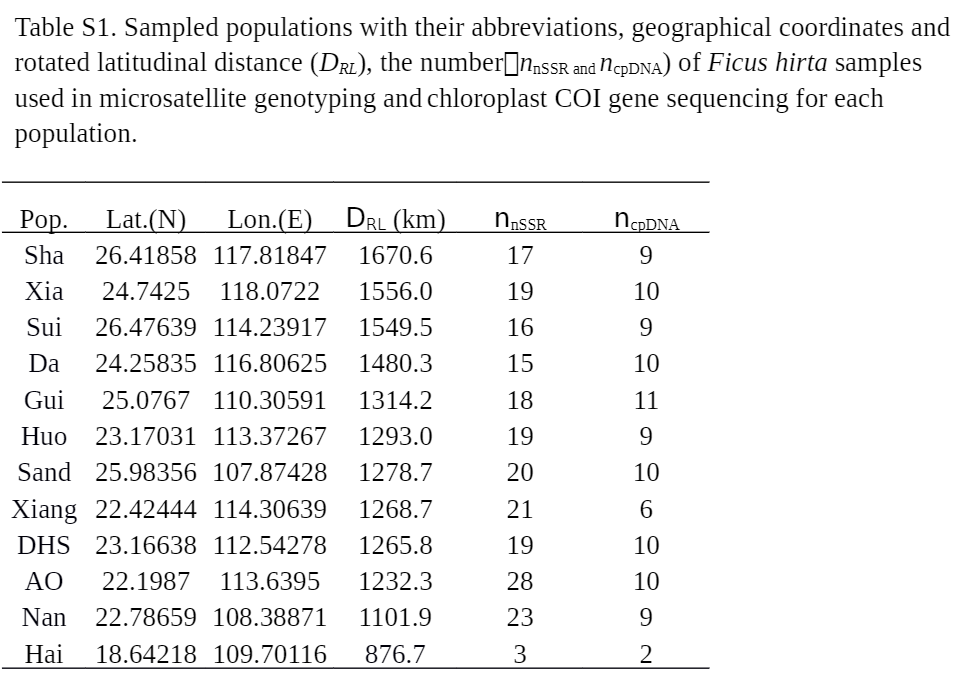 Table S1. Sampled populations with their abbreviations, geographical coordinates and
rotated latitudinal distance (DRL), the number□nnSSR and ncpDNA) of Ficus hirta samples
used in microsatellite genotyping and chloroplast COI gene sequencing for each
population.
Pop. Lat.(N) Lon.(E) DRL (km) nnSSR ncpDNA
Sha 26.41858 117.81847 1670.6 17 9
Xia 24.7425 118.0722 1556.0 19 10
Sui 26.47639 114.23917 1549.5 16 9
Da 24.25835 116.80625 1480.3 15 10
Gui 25.0767 110.30591 1314.2 18 11
Huo 23.17031 113.37267 1293.0 19 9
Sand 25.98356 107.87428 1278.7 20 10
Xiang 22.42444 114.30639 1268.7 21 6
DHS 23.16638 112.54278 1265.8 19 10
AO 22.1987 113.6395 1232.3 28 10
Nan 22.78659 108.38871 1101.9 23 9
Hai 18.64218 109.70116 876.7 3 2